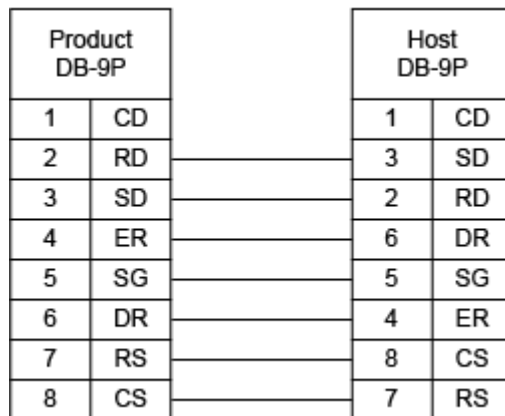 Product
DB-9P
Host
DB-9P
1 CD 1 CD
2 RD 3 SD
3 SD 2 RD
4 ER 6 DR
5 SG 5 SG
6 DR 4 ER
7 RS 8 CS
8 CS 7 RS